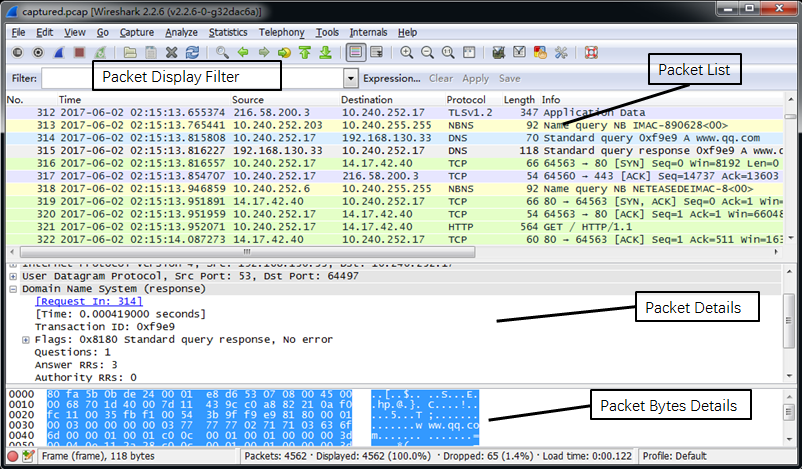 captured.pcap [Wireshark 2.2.6 (v2.2.6-0-g32dac6a)]
File Edit View Go Capture Analyze Statistics Telephony Tools Internals Help
Filter: Packet Display Filter Expression... Clear Apply Save
Packet List
No. Time Source Destination Protocol Length Info
312 2017-06-02 02:15:13.655374 216.58.200.3 10.240.252.17 TLSv1.2 347 Application Data
313 2017-06-02 02:15:13.765441 10.240.252.203 10.240.255.255 NBNS 92 Name query NB IMAC-890628<00>
314 2017-06-02 02:15:13.815808 10.240.252.17 192.168.130.33 DNS 70 Standard query 0xf9e9 A www.qq.com
315 2017-06-02 02:15:13.816227 192.168.130.33 10.240.252.17 DNS 118 Standard query response 0xf9e9 A www.q
316 2017-06-02 02:15:13.816557 10.240.252.17 14.17.42.40 TCP 66 64563 → 80 [SYN] Seq=0 Win=8192 Len=0
317 2017-06-02 02:15:13.854707 10.240.252.17 216.58.200.3 TCP 54 64560 → 443 [ACK] Seq=14737 Ack=13603
318 2017-06-02 02:15:13.946859 10.240.252.6 10.240.255.255 NBNS 92 Name query NB NETEASEDEIMAC-8<00>
319 2017-06-02 02:15:13.951891 14.17.42.40 10.240.252.17 TCP 66 80 → 64563 [SYN, ACK] Seq=0 Ack=1 Win
320 2017-06-02 02:15:13.951959 10.240.252.17 14.17.42.40 TCP 54 64563 → 80 [ACK] Seq=1 Ack=1 Win=66048
321 2017-06-02 02:15:13.952071 10.240.252.17 14.17.42.40 HTTP 564 GET / HTTP/1.1
322 2017-06-02 02:15:14.087273 14.17.42.40 10.240.252.17 TCP 60 80 → 64563 [ACK] Seq=1 Ack=511 Win=163
User Datagram Protocol, Src Port: 53, Dst Port: 64497
Domain Name System (response)
[Request In: 314]
[Time: 0.000419000 seconds]
Transaction ID: 0xf9e9
Flags: 0x8180 Standard query response, No error
Questions: 1
Answer RRs: 3
Authority RRs: 0
Packet Details
0000 80 fa 5b 0b de 24 00 01 e8 d6 53 07 08 00 45 00 ..[..$.. ..S...E.
0010 00 68 70 1d 40 00 7d 11 43 9c c0 a8 82 21 0a f0 .hp.@.}. C....!..
0020 fc 11 00 35 fb f1 00 54 3b 9f f9 e9 81 80 00 01 ...5...T ;.......
0030 00 03 00 00 00 00 03 77 77 77 02 71 71 03 63 6f .......w ww.qq.co
0040 6d 00 00 01 00 01 c0 0c 00 01 00 01 00 00 00 3d m....... .......=
Packet Bytes Details
Frame (frame), 118 bytes Packets: 4562 · Displayed: 4562 (100.0%) · Dropped: 65 (1.4%) · Load time: 0:00.122 Profile: Default